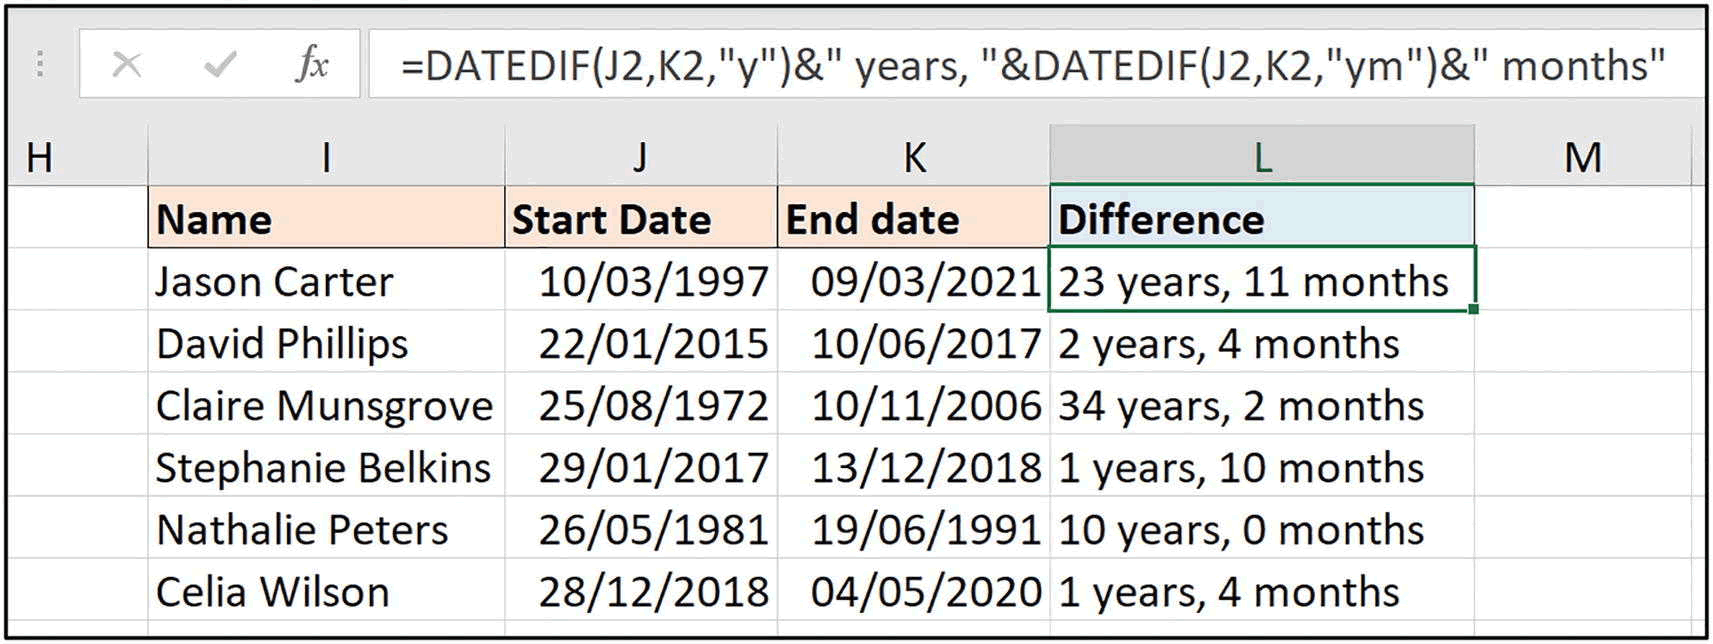 fx =DATEDIF(J2,K2,"y")&" years, "&DATEDIF(J2,K2,"ym")&" months"
H I J K L M
Name Start Date End date Difference
Jason Carter 10/03/1997 09/03/2021 23 years, 11 months
David Phillips 22/01/2015 10/06/2017 2 years, 4 months
Claire Munsgrove 25/08/1972 10/11/2006 34 years, 2 months
Stephanie Belkins 29/01/2017 13/12/2018 1 years, 10 months
Nathalie Peters 26/05/1981 19/06/1991 10 years, 0 months
Celia Wilson 28/12/2018 04/05/2020 1 years, 4 months